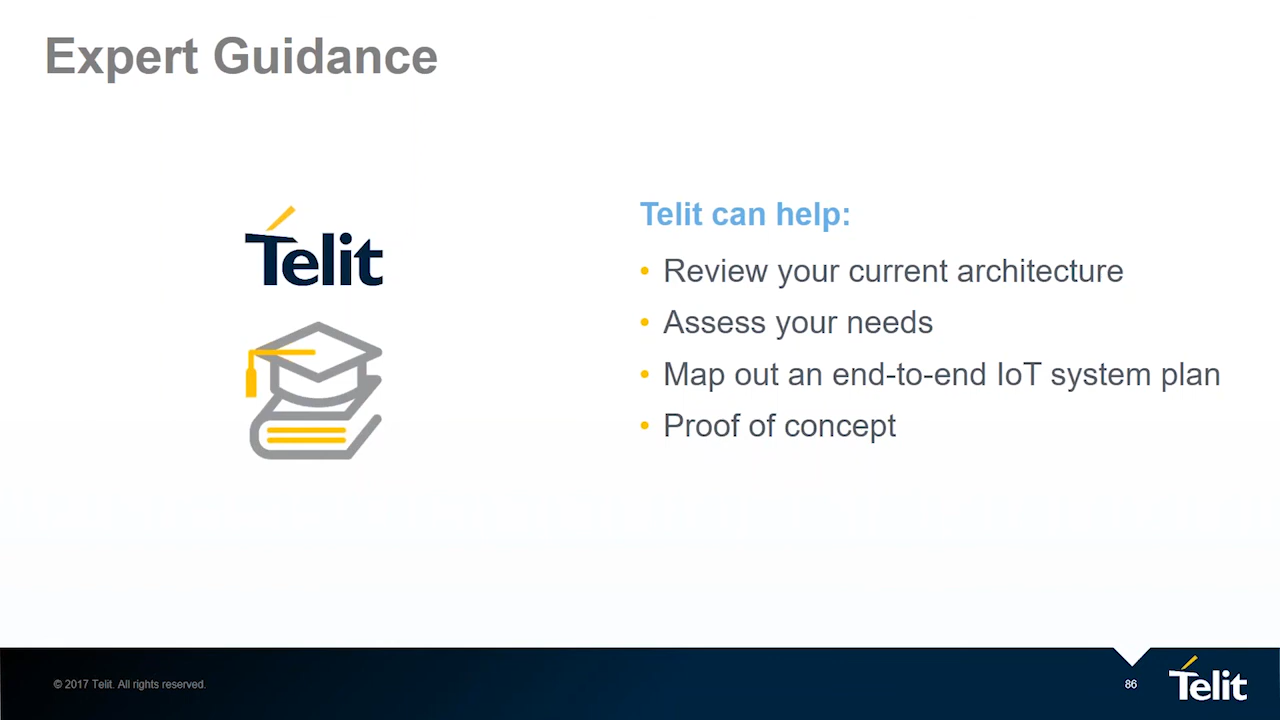 Expert Guidance
Telit
Telit can help:
• Review your current architecture
• Assess your needs
• Map out an end-to-end IoT system plan
• Proof of concept
© 2017 Telit. All rights reserved.
86
Telit